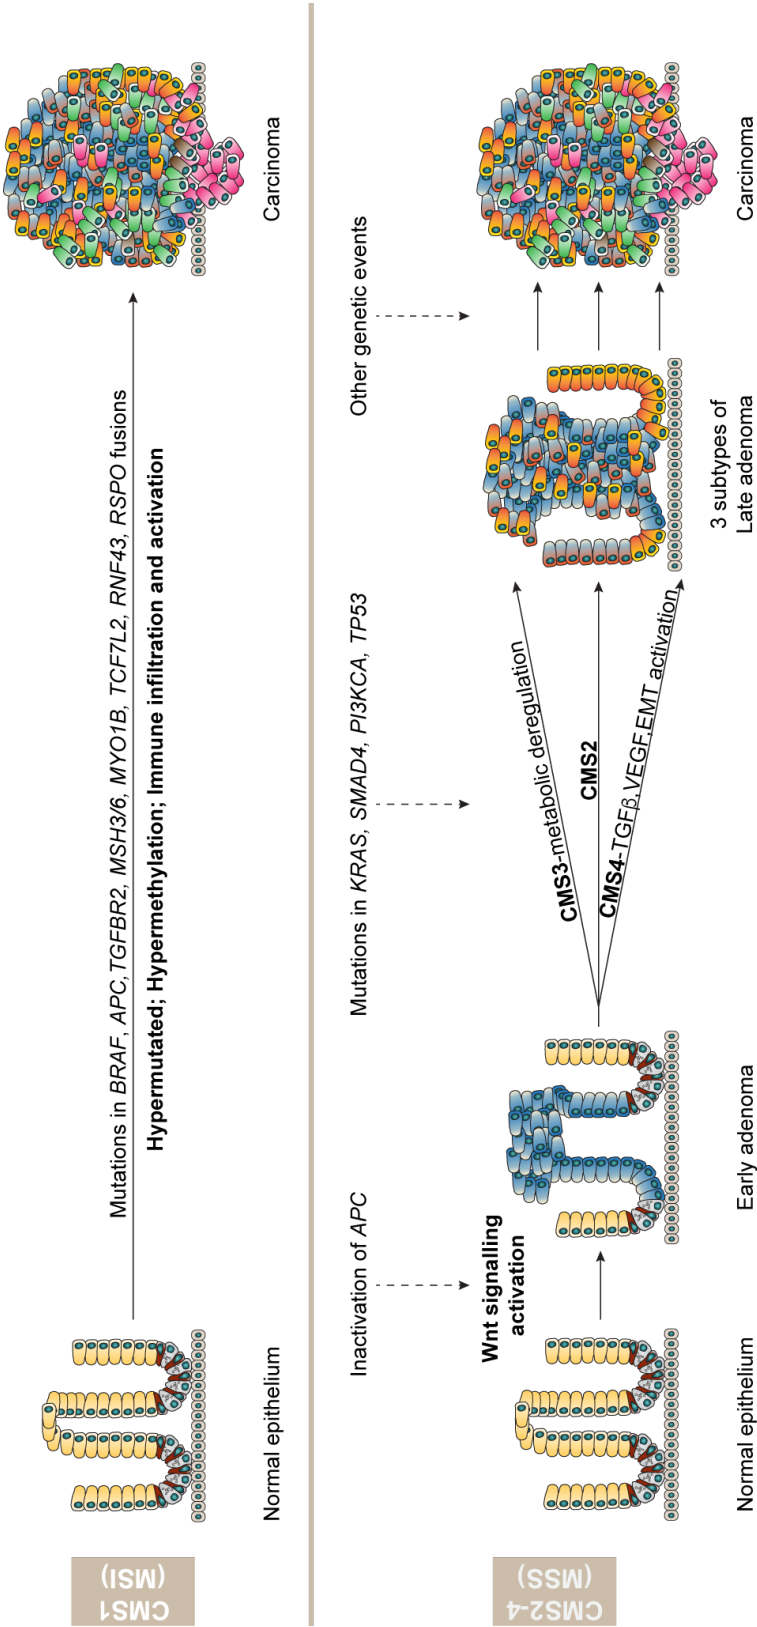 CMS1
(MSI)
Normal epithelium
Mutations in BRAF, APC, TGFBR2, MSH3/6, MYO1B, TCF7L2, RNF43, RSPO fusions
Hypermutated; Hypermethylation; Immune infiltration and activation
Carcinoma
CMS2-4
(MSS)
Normal epithelium
Inactivation of APC
Wnt signalling
activation
Early adenoma
Mutations in KRAS, SMAD4, PI3KCA, TP53
CMS3-metabolic deregulation
CMS2
CMS4-TGFβ,VEGF,EMT activation
3 subtypes of
Late adenoma
Other genetic events
Carcinoma